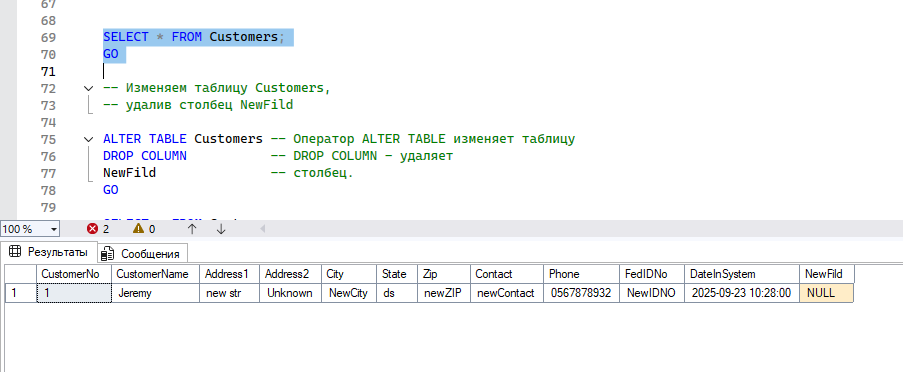 67
68
69 SELECT * FROM Customers;
70 GO
71
72 -- Изменяем таблицу Customers,
73 -- удалив столбец NewFild
74
75 ALTER TABLE Customers -- Оператор ALTER TABLE изменяет таблицу
76 DROP COLUMN -- DROP COLUMN - удаляет
77 NewFild -- столбец.
78 GO
79
100 % 2 0
Результаты Сообщения
CustomerNo CustomerName Address1 Address2 City State Zip Contact Phone FedIDNo DateInSystem NewFild
1 1 Jeremy new str Unknown NewCity ds newZIP newContact 0567878932 NewIDNO 2025-09-23 10:28:00 NULL